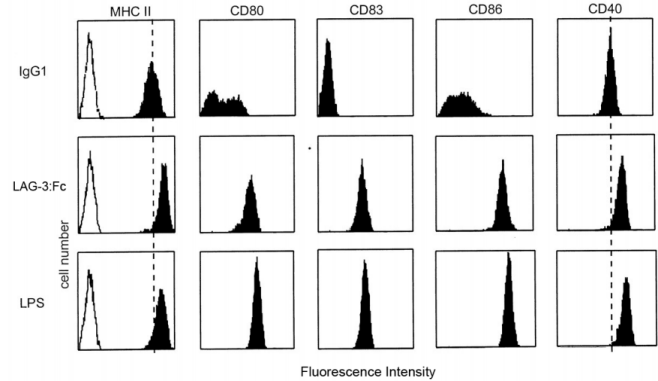 MHC II CD80 CD83 CD86 CD40
IgG1
LAG-3:Fc
LPS
cell number
Fluorescence Intensity